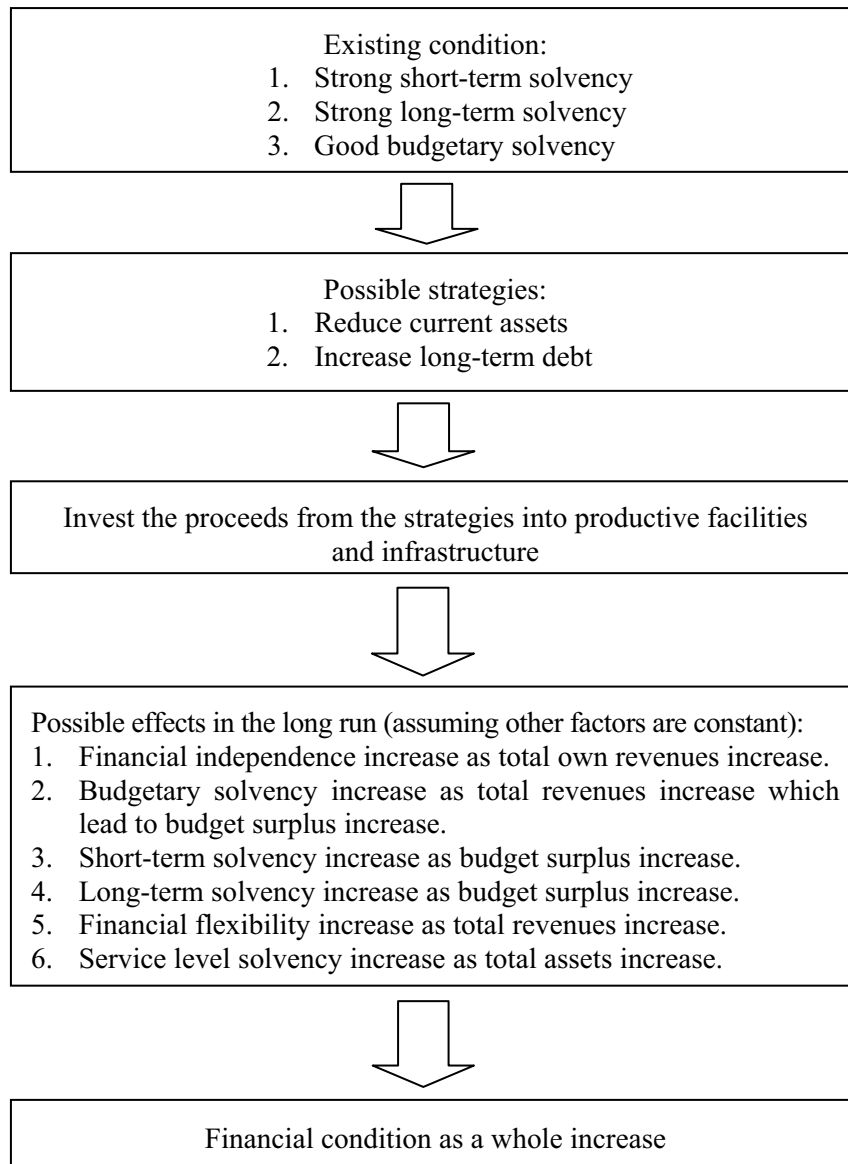 Existing condition:
1. Strong short-term solvency
2. Strong long-term solvency
3. Good budgetary solvency
Possible strategies:
1. Reduce current assets
2. Increase long-term debt
Invest the proceeds from the strategies into productive facilities
and infrastructure
Possible effects in the long run (assuming other factors are constant):
1. Financial independence increase as total own revenues increase.
2. Budgetary solvency increase as total revenues increase which
lead to budget surplus increase.
3. Short-term solvency increase as budget surplus increase.
4. Long-term solvency increase as budget surplus increase.
5. Financial flexibility increase as total revenues increase.
6. Service level solvency increase as total assets increase.
Financial condition as a whole increase